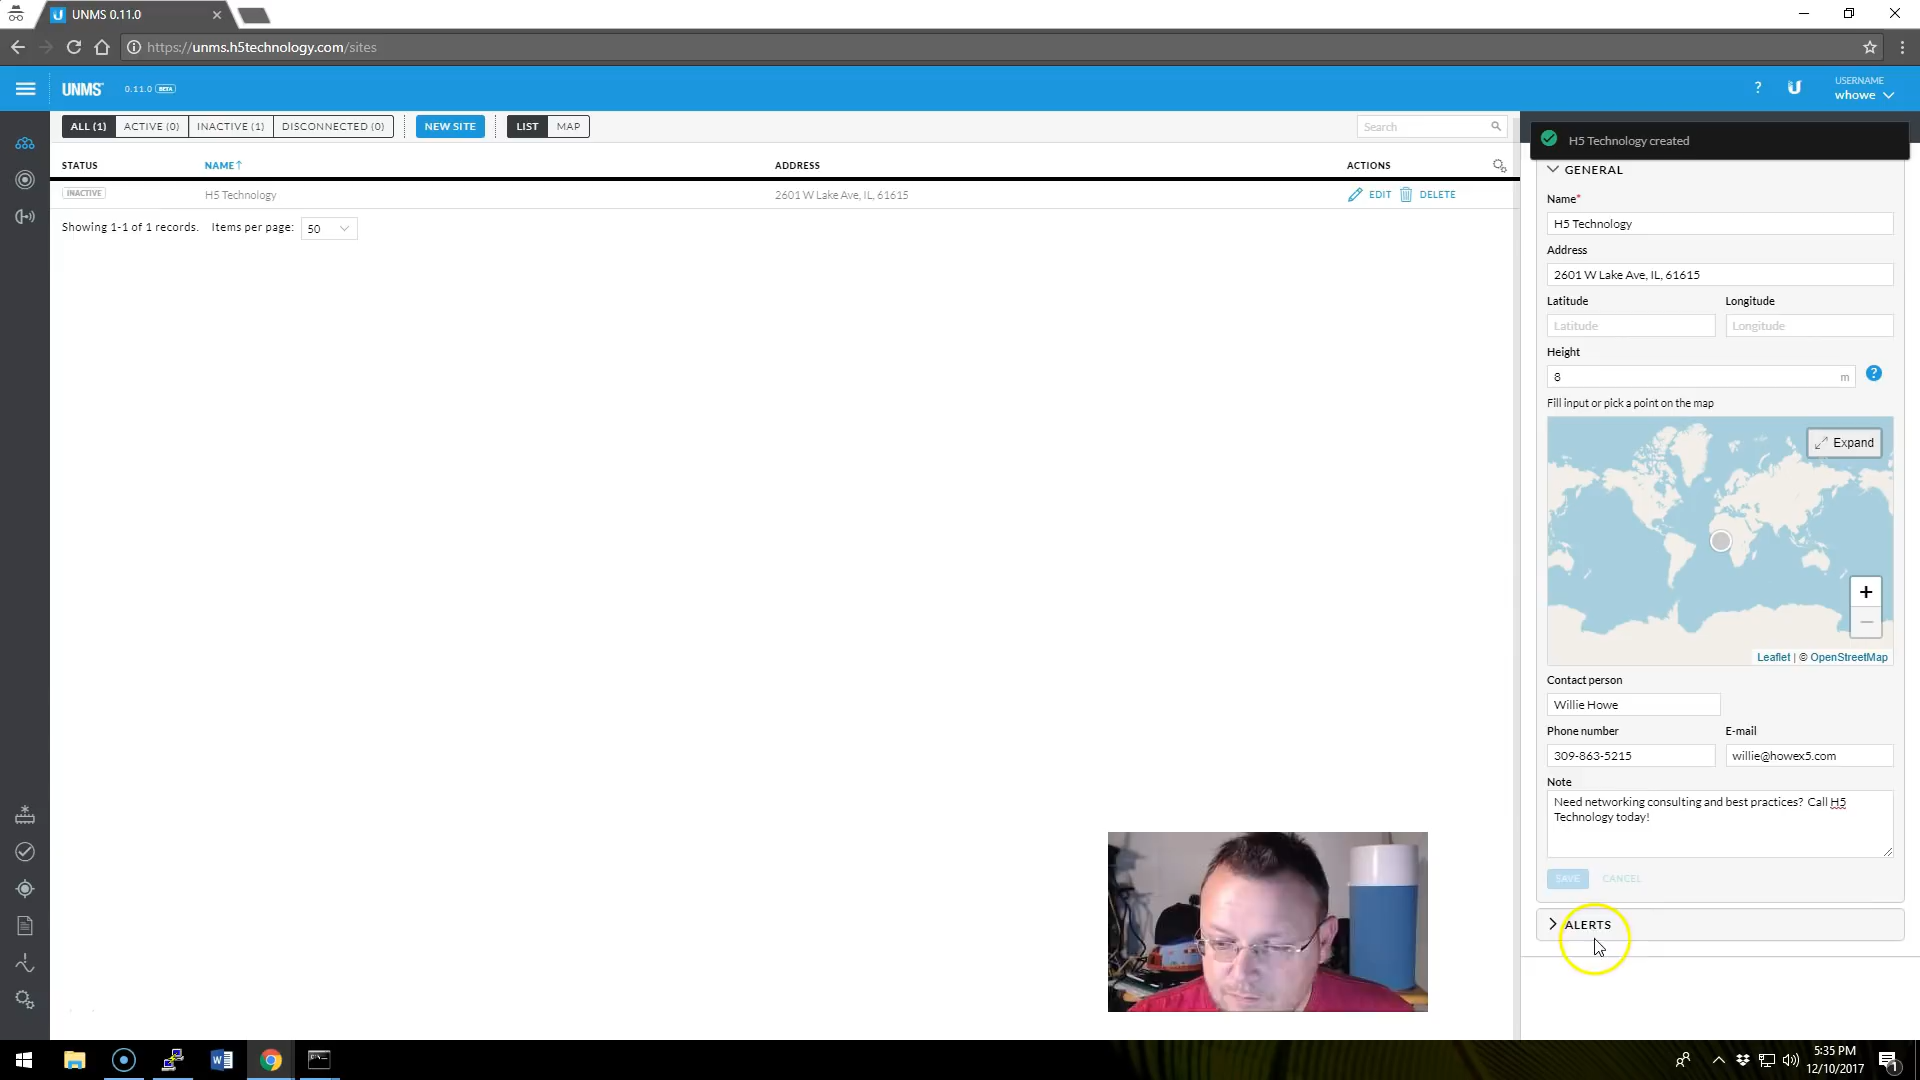 UNMS 0.11.0
https://unms.h5technology.com/sites
UNMS 0.11.0 BETA
?
USERNAME
whowe
ALL (1) ACTIVE (0) INACTIVE (1) DISCONNECTED (0) NEW SITE LIST MAP Search
H5 Technology created
STATUS NAME↑ ADDRESS ACTIONS
INACTIVE H5 Technology 2601 W Lake Ave, IL, 61615 EDIT DELETE
Showing 1-1 of 1 records. Items per page: 50
GENERAL
Name*
H5 Technology
Address
2601 W Lake Ave, IL, 61615
Latitude Longitude
Latitude Longitude
Height
8 m ?
Fill input or pick a point on the map
Expand
+
−
Leaflet | © OpenStreetMap
Contact person
Willie Howe
Phone number E-mail
309-863-5215 willie@howex5.com
Note
Need networking consulting and best practices? Call H5
Technology today!
SAVE CANCEL
ALERTS
5:35 PM
12/10/2017
1